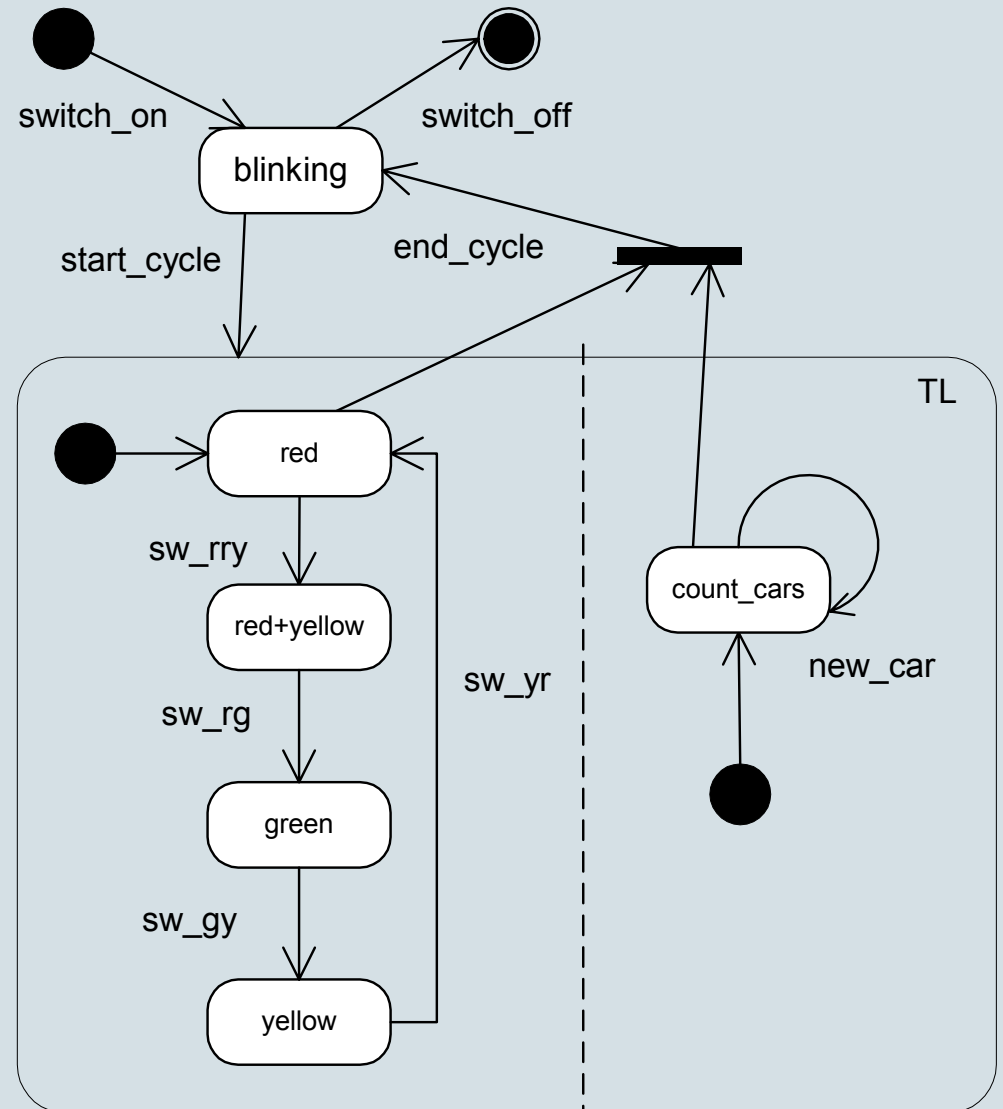 switch_on
switch_off
blinking
start_cycle
end_cycle
TL
red
sw_rry
count_cars
red+yellow
new_car
sw_yr
sw_rg
green
sw_gy
yellow